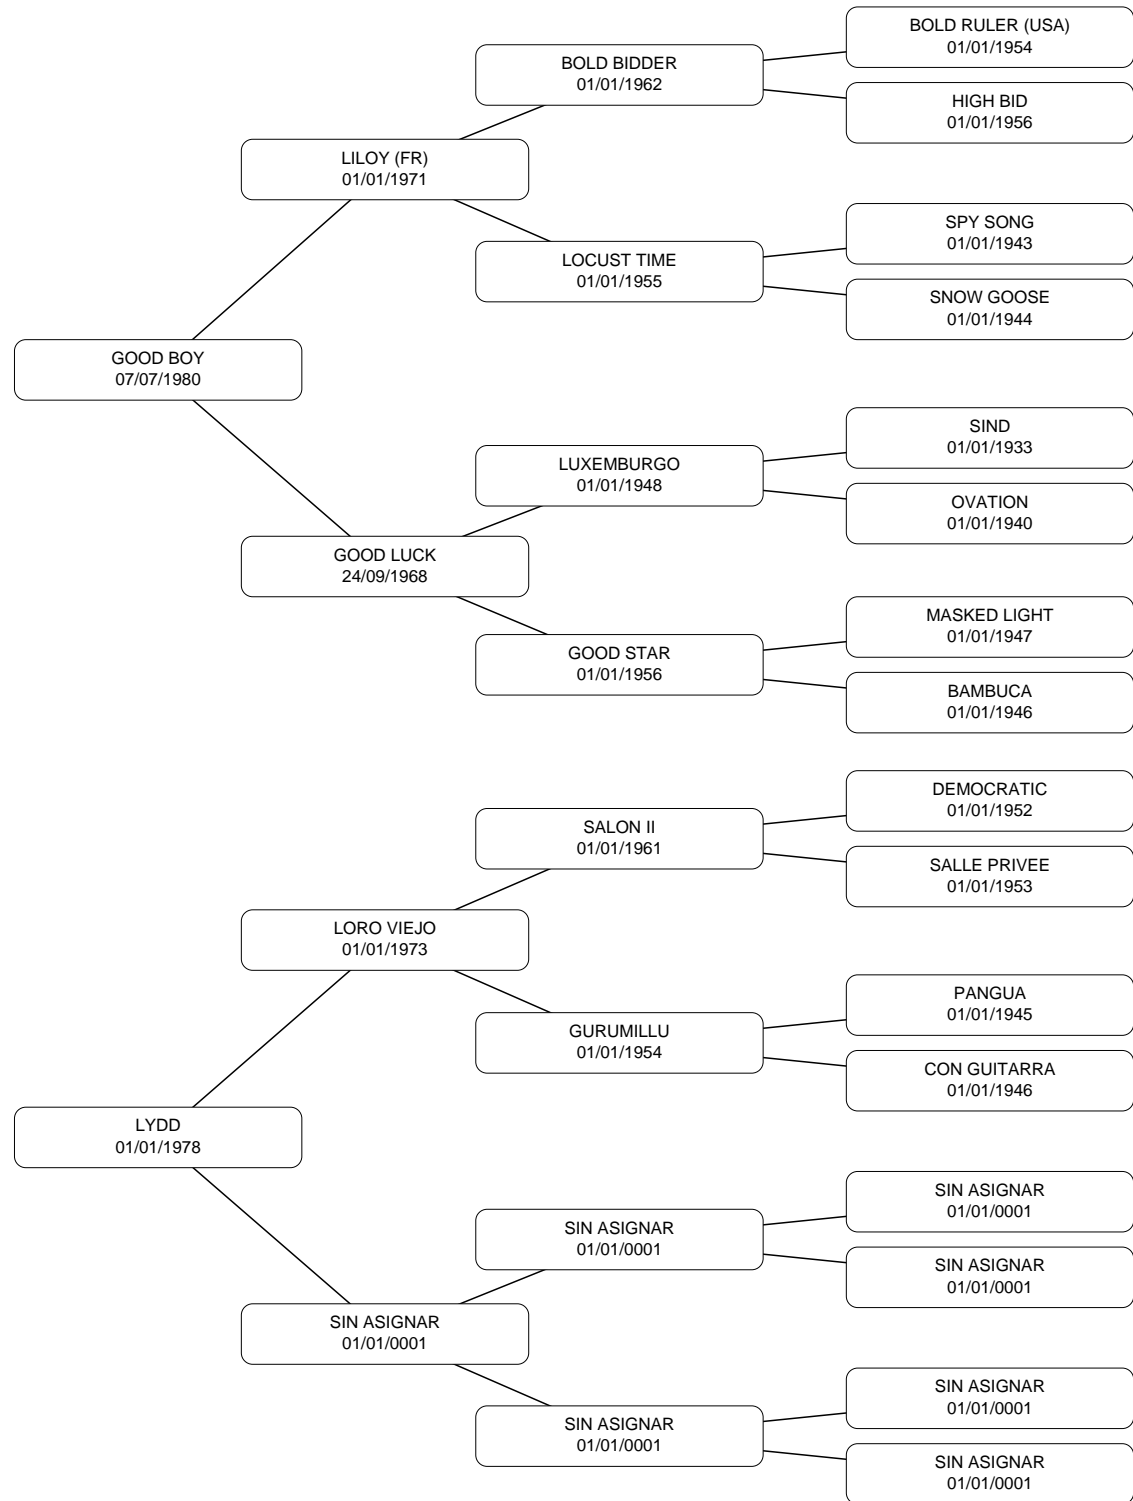 BOLD RULER (USA)
01/01/1954
BOLD BIDDER
01/01/1962
HIGH BID
01/01/1956
LILOY (FR)
01/01/1971
SPY SONG
01/01/1943
LOCUST TIME
01/01/1955
SNOW GOOSE
01/01/1944
GOOD BOY
07/07/1980
SIND
01/01/1933
LUXEMBURGO
01/01/1948
OVATION
01/01/1940
GOOD LUCK
24/09/1968
MASKED LIGHT
01/01/1947
GOOD STAR
01/01/1956
BAMBUCA
01/01/1946
DEMOCRATIC
01/01/1952
SALON II
01/01/1961
SALLE PRIVEE
01/01/1953
LORO VIEJO
01/01/1973
PANGUA
01/01/1945
GURUMILLU
01/01/1954
CON GUITARRA
01/01/1946
LYDD
01/01/1978
SIN ASIGNAR
01/01/0001
SIN ASIGNAR
01/01/0001
SIN ASIGNAR
01/01/0001
SIN ASIGNAR
01/01/0001
SIN ASIGNAR
01/01/0001
SIN ASIGNAR
01/01/0001
SIN ASIGNAR
01/01/0001